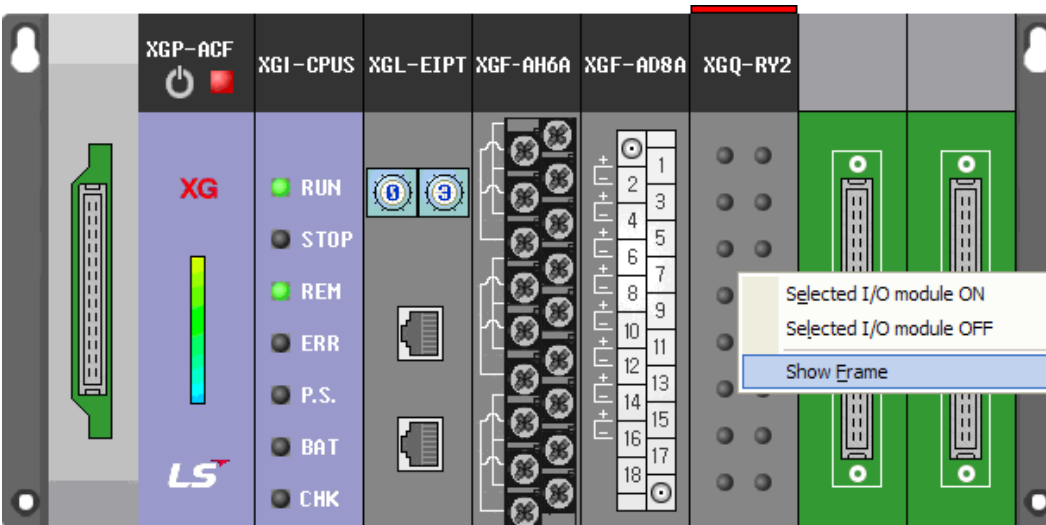 XGP-ACF
XGI-CPUS
XGL-EIPT
XGF-AH6A
XGF-AD8A
XGQ-RY2
XG
RUN
STOP
REM
ERR
P.S.
BAT
CHK
LS
0
3
1
2
3
4
5
6
7
8
9
10
11
12
13
14
15
16
17
18
Selected I/O module ON
Selected I/O module OFF
Show Frame